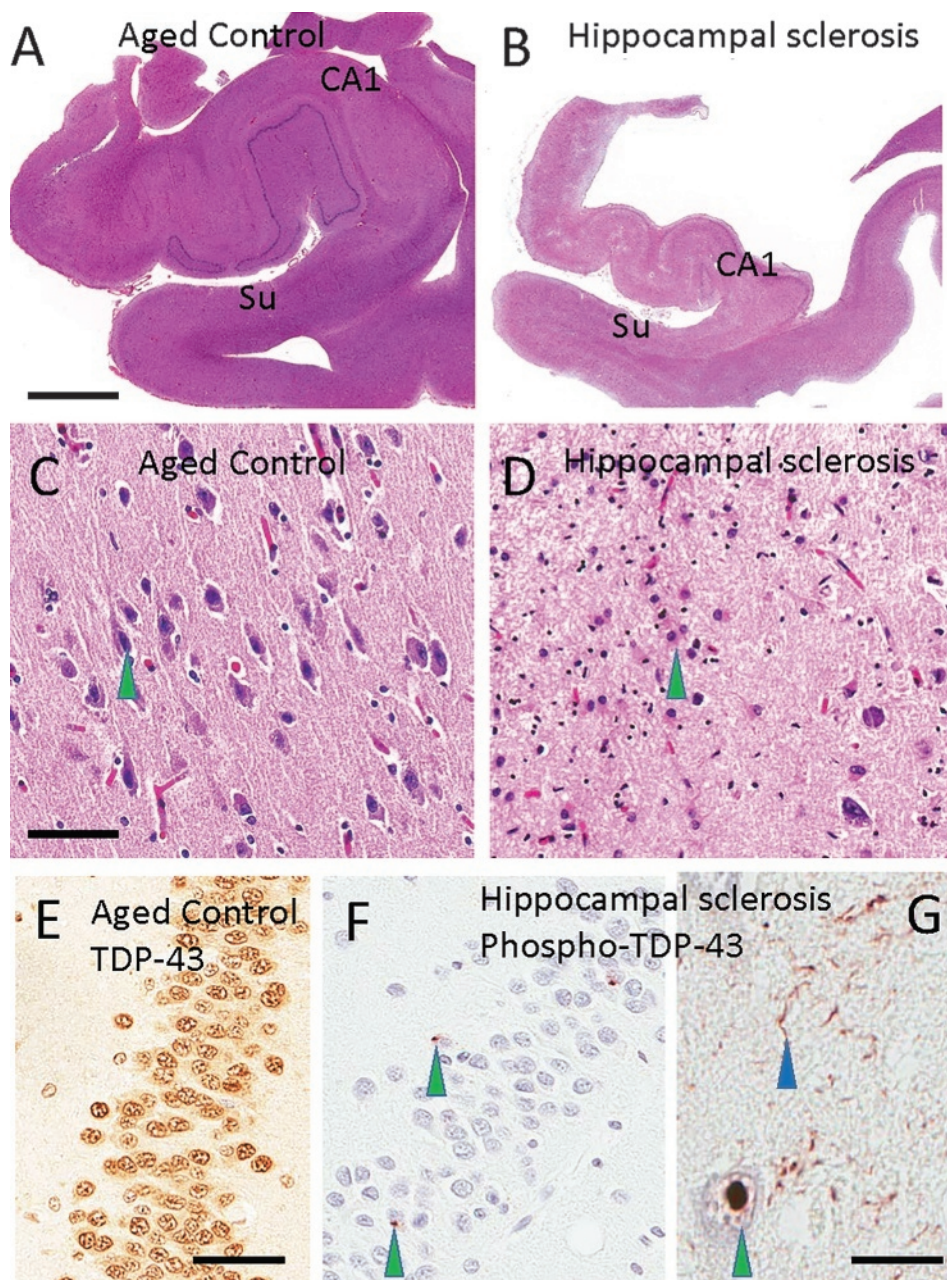 A Aged Control
CA1
B Hippocampal sclerosis
CA1
Su
Su
C Aged Control
D Hippocampal sclerosis
E Aged Control
TDP-43
F Hippocampal sclerosis G
Phospho-TDP-43